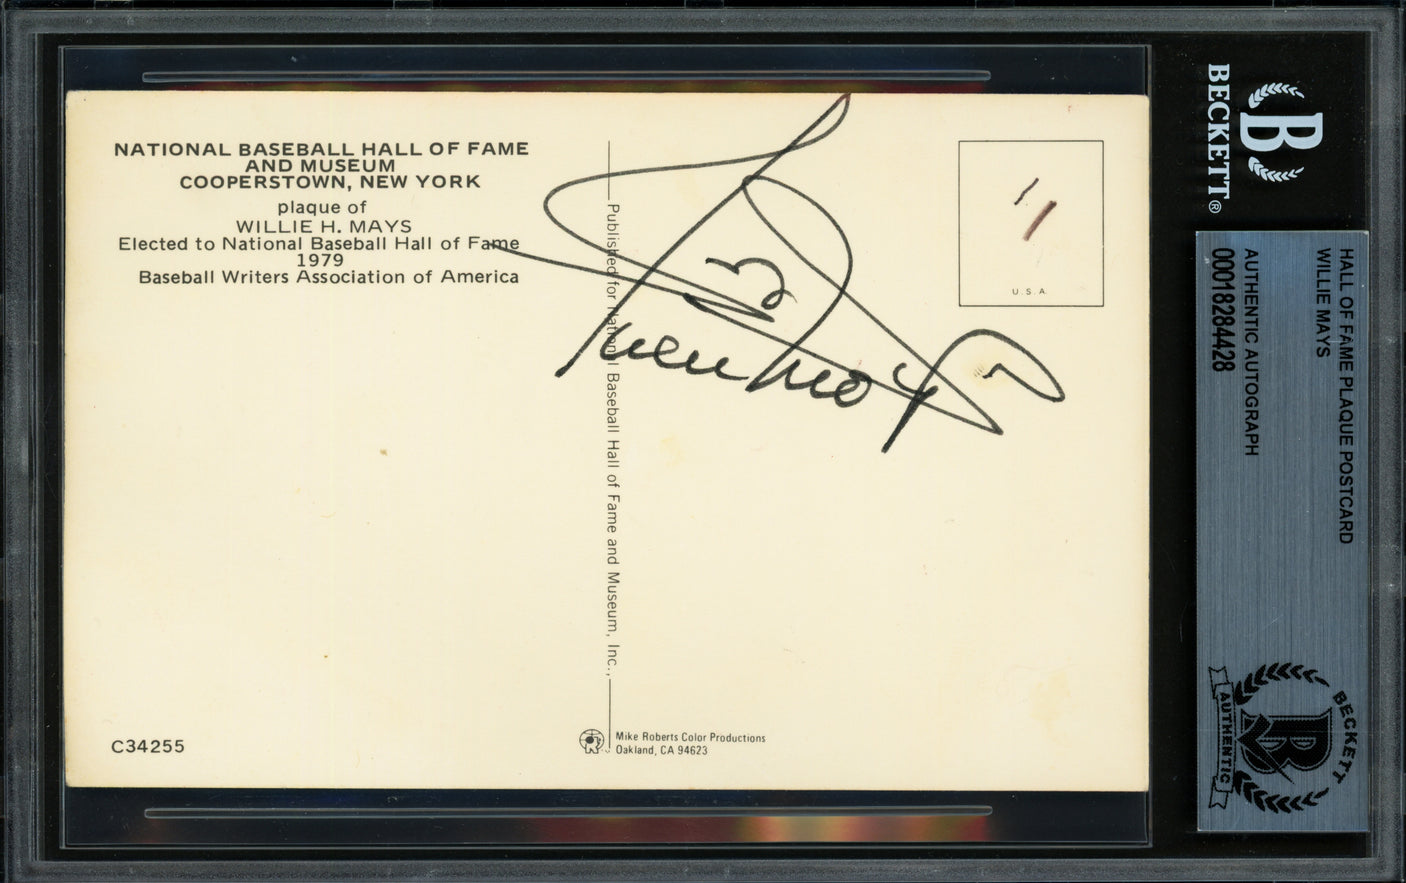 NATIONAL BASEBALL HALL OF FAME
AND MUSEUM
COOPERSTOWN, NEW YORK
plaque of
WILLIE H. MAYS
Elected to National Baseball Hall of Fame
1979
Baseball Writers Association of America
C34255
Published for National Baseball Hall of Fame and Museum, Inc.,
Mike Roberts Color Productions
Oakland, CA 94623
Willie Mays
U.S.A.
BECKETT®
B
HALL OF FAME PLAQUE POSTCARD
WILLIE MAYS
AUTHENTIC AUTOGRAPH
00018284428
BECKETT
B
AUTHENTIC